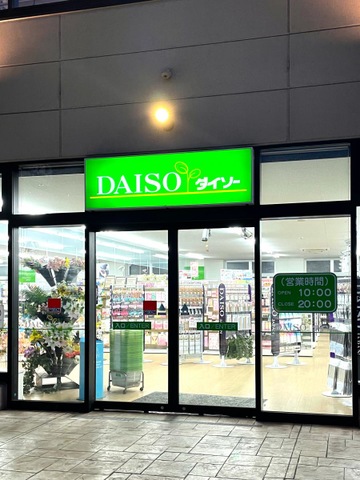 DAISO ダイソー
(営業時間)
OPEN 10:00
CLOSE 20:00
入口/ENTER
入口/ENTER
DAISO